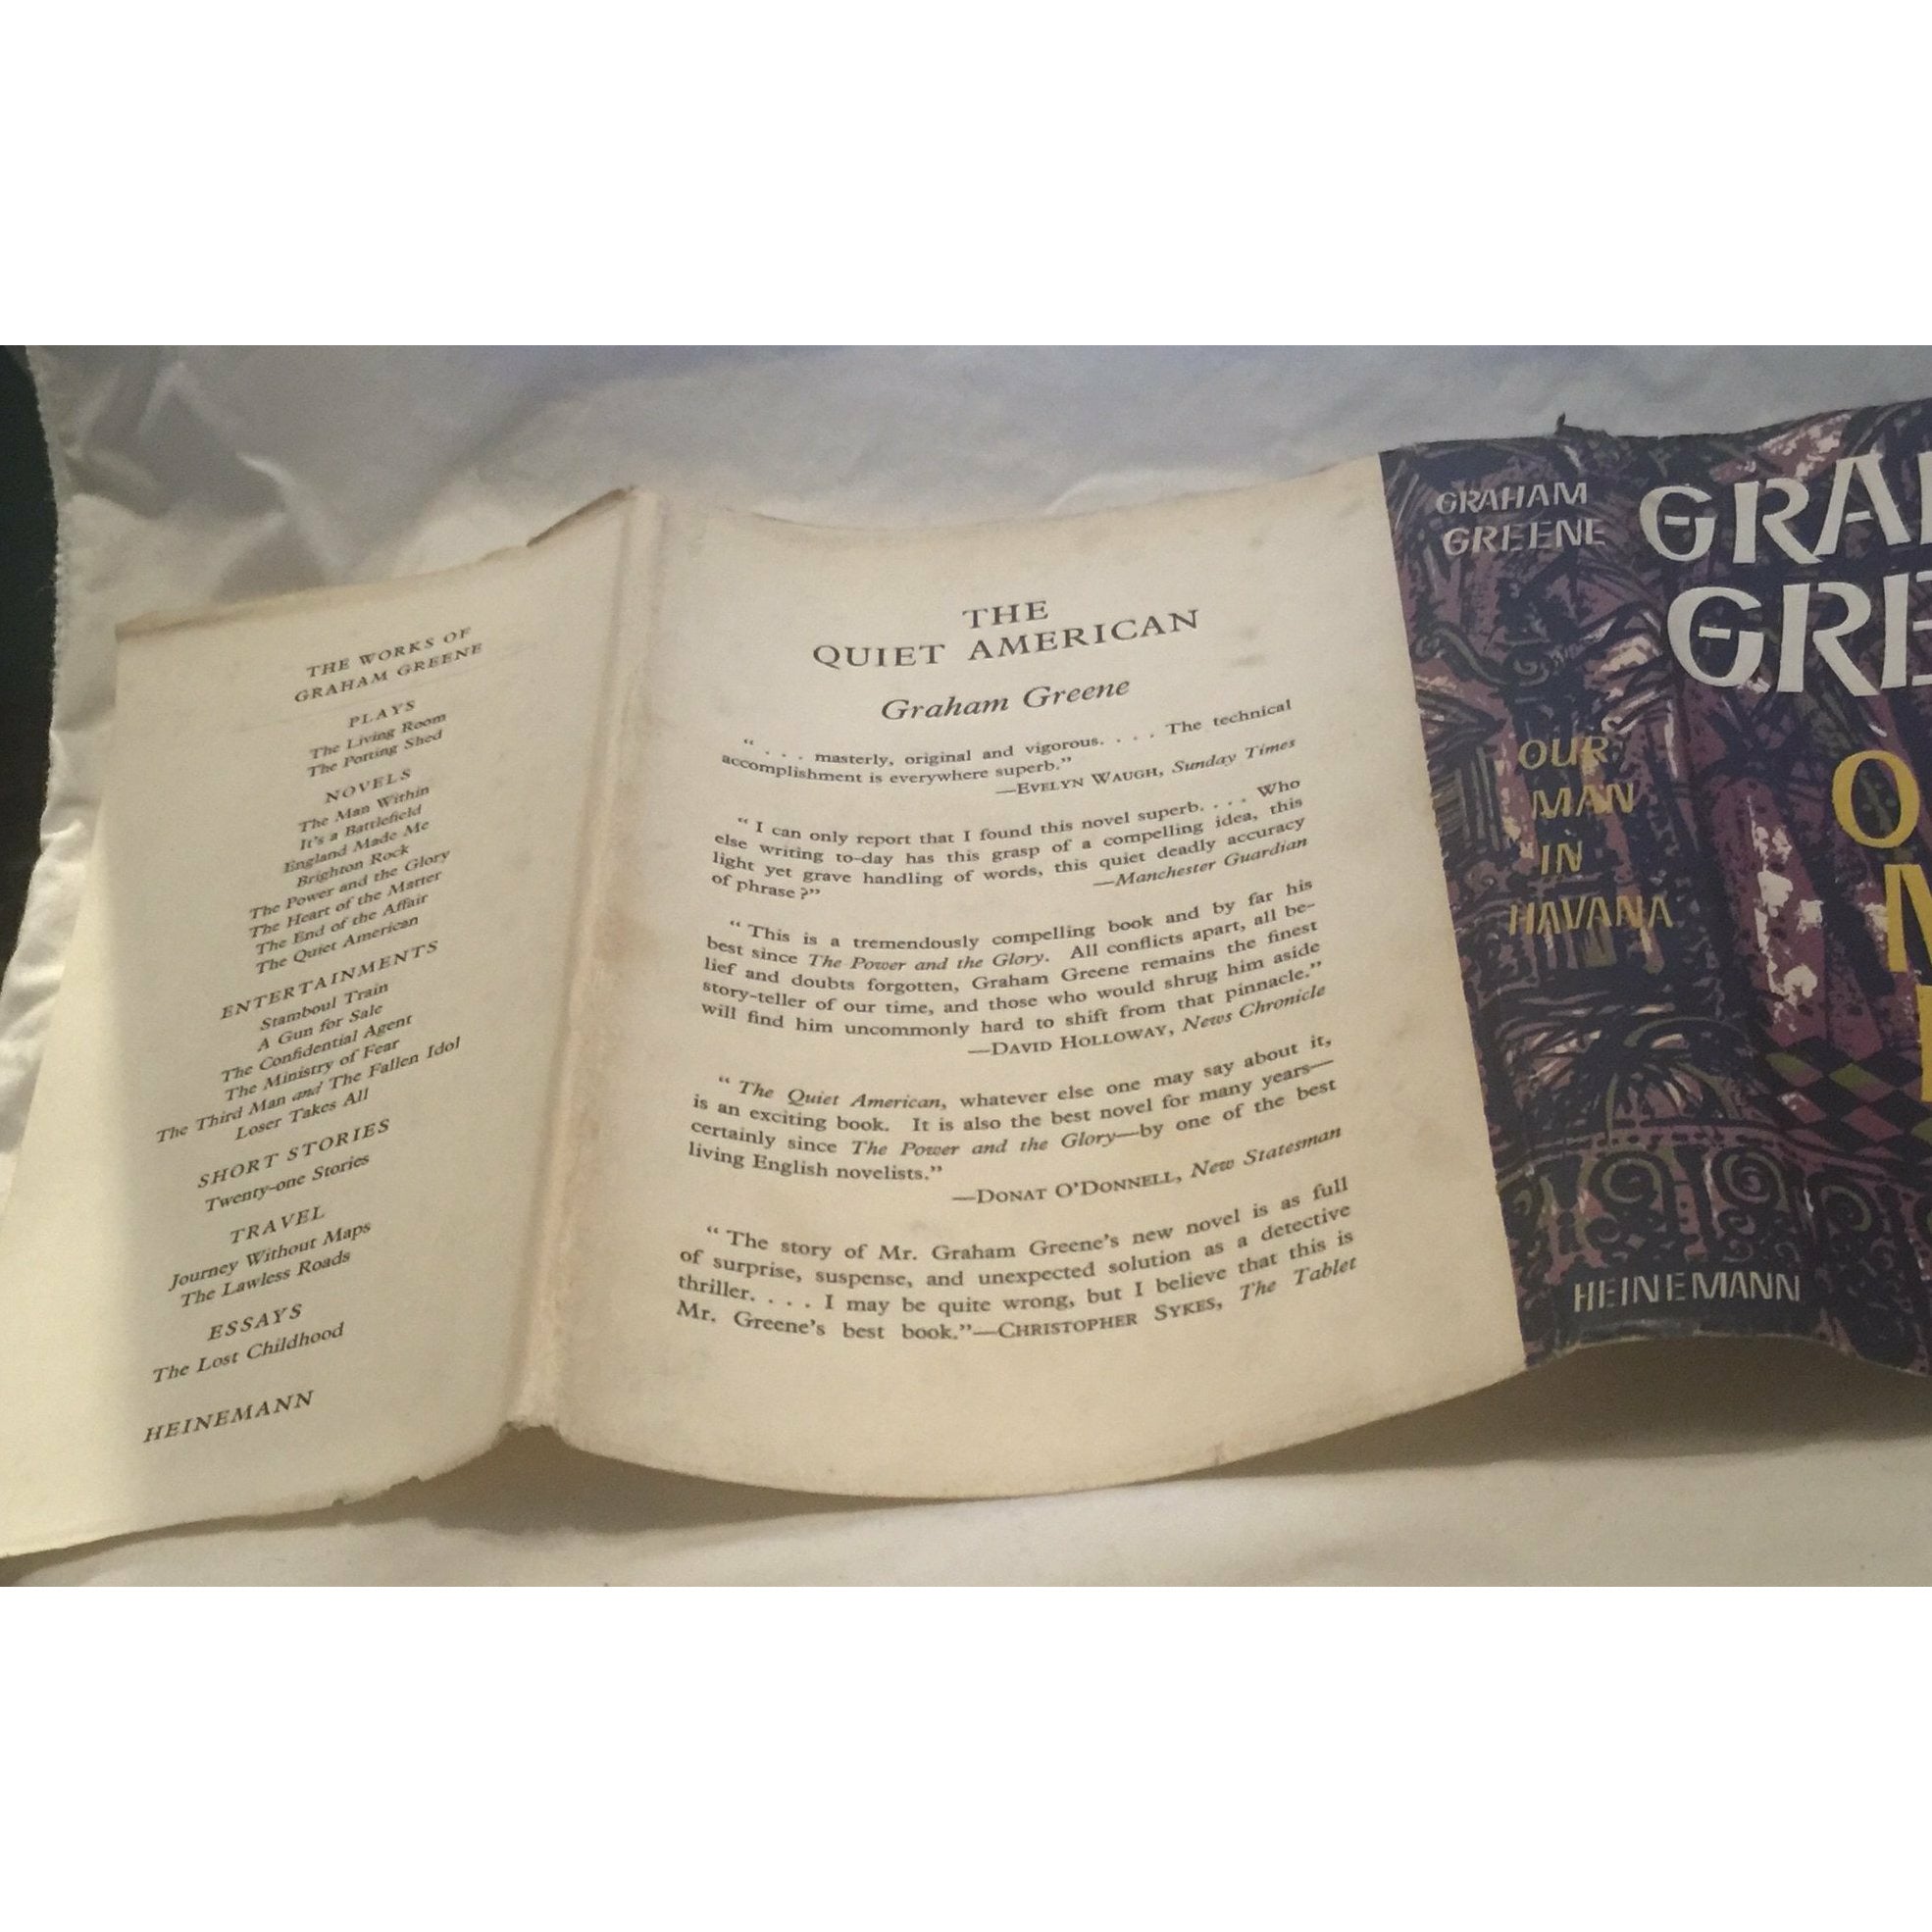 THE WORKS OF
GRAHAM GREENE
PLAYS
The Living Room
The Potting Shed
NOVELS
The Man Within
It's a Battlefield
England Made Me
Brighton Rock
The Power and the Glory
The Heart of the Matter
The End of the Affair
The Quiet American
ENTERTAINMENTS
Stamboul Train
A Gun for Sale
The Confidential Agent
The Ministry of Fear
The Third Man and The Fallen Idol
Loser Takes All
SHORT STORIES
Twenty-one Stories
TRAVEL
Journey Without Maps
The Lawless Roads
ESSAYS
The Lost Childhood
HEINEMANN
THE
QUIET AMERICAN
Graham Greene
“ . . . masterly, original and vigorous. . . . The technical
accomplishment is everywhere superb.”
—EVELYN WAUGH, Sunday Times
“ I can only report that I found this novel superb. . . . Who
else writing to-day has this grasp of a compelling idea, this
light yet grave handling of words, this quiet deadly accuracy
of phrase ?”
—Manchester Guardian
“ This is a tremendously compelling book and by far his
best since The Power and the Glory. All conflicts apart, all be-
lief and doubts forgotten, Graham Greene remains the finest
story-teller of our time, and those who would shrug him aside
will find him uncommonly hard to shift from that pinnacle.”
—DAVID HOLLOWAY, News Chronicle
“ The Quiet American, whatever else one may say about it,
is an exciting book. It is also the best novel for many years—
certainly since The Power and the Glory—by one of the best
living English novelists.”
—DONAT O’DONNELL, New Statesman
“ The story of Mr. Graham Greene’s new novel is as full
of surprise, suspense, and unexpected solution as a detective
thriller. . . . I may be quite wrong, but I believe that this is
Mr. Greene’s best book.”—CHRISTOPHER SYKES, The Tablet
GRAHAM
GREENE
OUR
MAN
IN
HAVANA
HEINEMANN
GRA
GRE
O
M